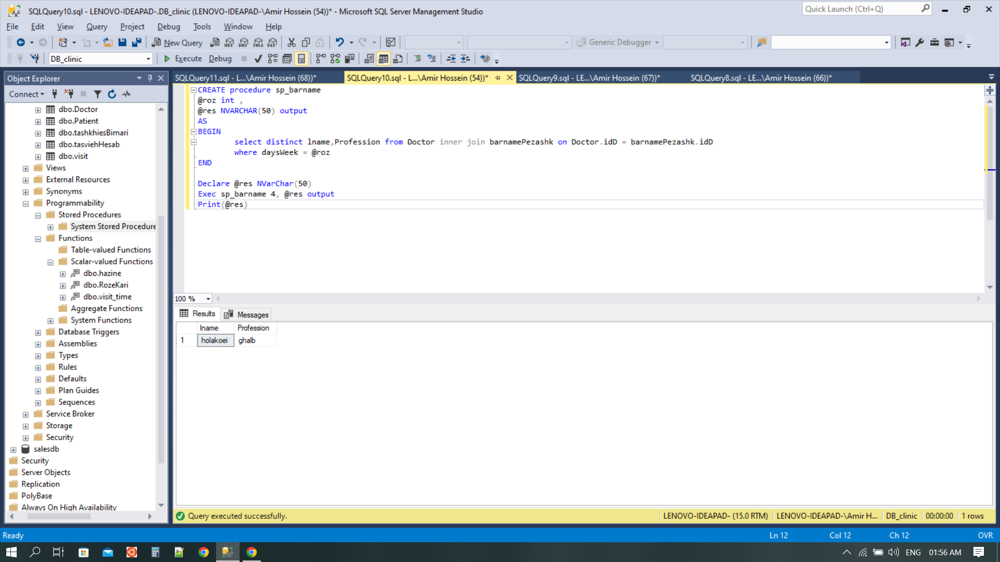 SQLQuery10.sql - LENOVO-IDEAPAD-.DB_clinic (LENOVO-IDEAPAD-\Amir Hossein (54))* - Microsoft SQL Server Management Studio
Quick Launch (Ctrl+Q)
File Edit View Query Project Debug Tools Window Help
New Query MDX DMX XMLA DAX Generic Debugger
DB_clinic Execute Debug
Object Explorer
SQLQuery11.sql - L...\Amir Hossein (68))* SQLQuery10.sql - L...\Amir Hossein (54))* SQLQuery9.sql - LE...\Amir Hossein (67))* SQLQuery8.sql - LE...\Amir Hossein (66))*
Connect
dbo.Doctor
dbo.Patient
dbo.tashkhiesBimari
dbo.tasviehHesab
dbo.visit
Views
External Resources
Synonyms
Programmability
Stored Procedures
System Stored Procedure
Functions
Table-valued Functions
Scalar-valued Functions
dbo.hazine
dbo.RozeKari
dbo.visit_time
Aggregate Functions
System Functions
Database Triggers
Assemblies
Types
Rules
Defaults
Plan Guides
Sequences
Service Broker
Storage
Security
salesdb
Security
Server Objects
Replication
PolyBase
Always On High Availability
CREATE procedure sp_barname
@roz int ,
@res NVARCHAR(50) output
AS
BEGIN
select distinct lname,Profession from Doctor inner join barnamePezashk on Doctor.idD = barnamePezashk.idD
where daysWeek = @roz
END
Declare @res NVarChar(50)
Exec sp_barname 4, @res output
Print(@res)
100 %
Results Messages
lname Profession
1 holakoei ghalb
Query executed successfully.
LENOVO-IDEAPAD- (15.0 RTM) LENOVO-IDEAPAD-\Amir H... DB_clinic 00:00:00 1 rows
Ready Ln 12 Col 12 Ch 12 OVR
ENG 01:56 AM